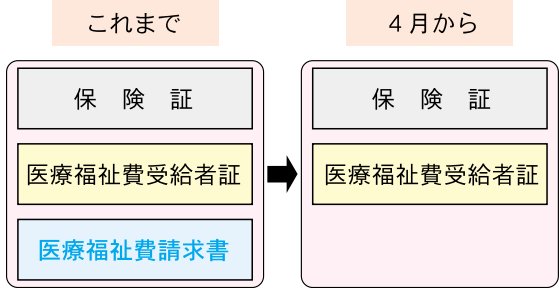 これまで
保　険　証
医療福祉費受給者証
医療福祉費請求書
４月から
保　険　証
医療福祉費受給者証